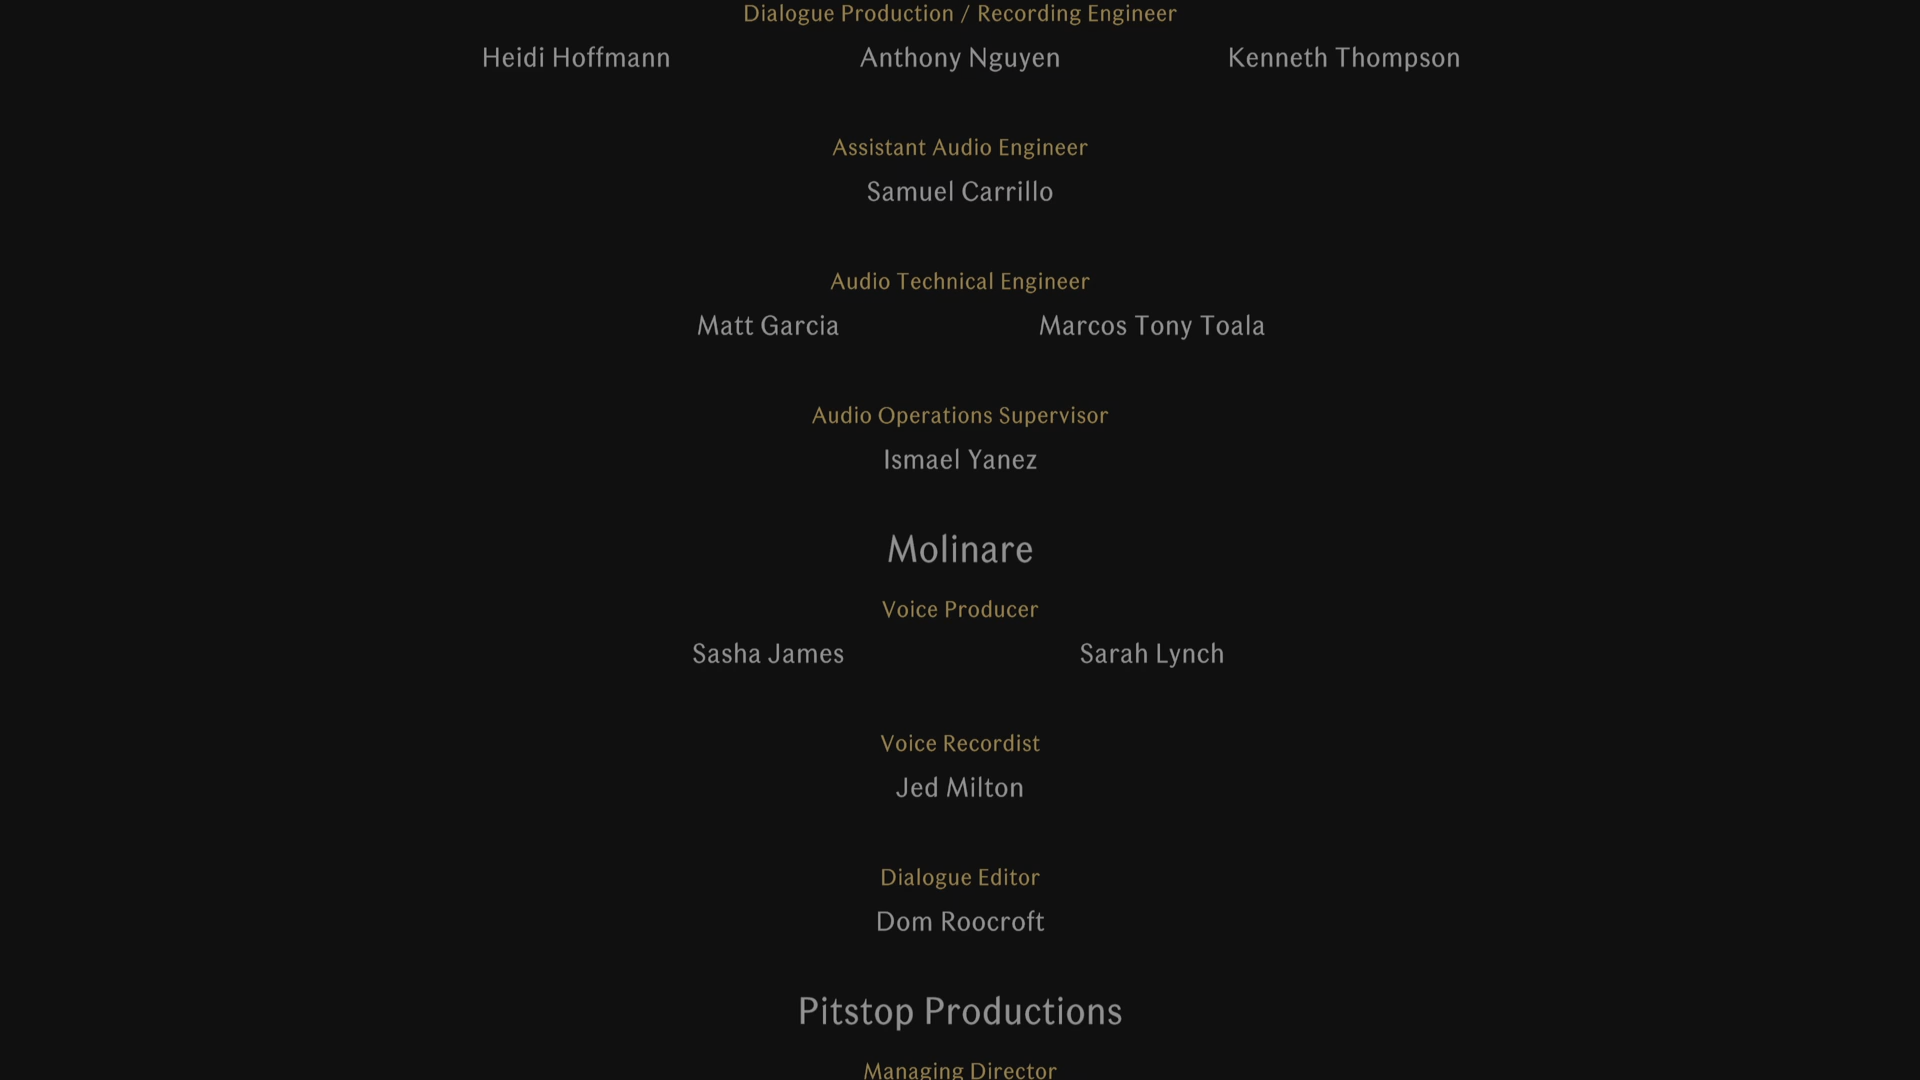 Dialogue Production / Recording Engineer
Heidi Hoffmann Anthony Nguyen Kenneth Thompson
Assistant Audio Engineer
Samuel Carrillo
Audio Technical Engineer
Matt Garcia Marcos Tony Toala
Audio Operations Supervisor
Ismael Yanez
Molinare
Voice Producer
Sasha James Sarah Lynch
Voice Recordist
Jed Milton
Dialogue Editor
Dom Roocroft
Pitstop Productions
Managing Director